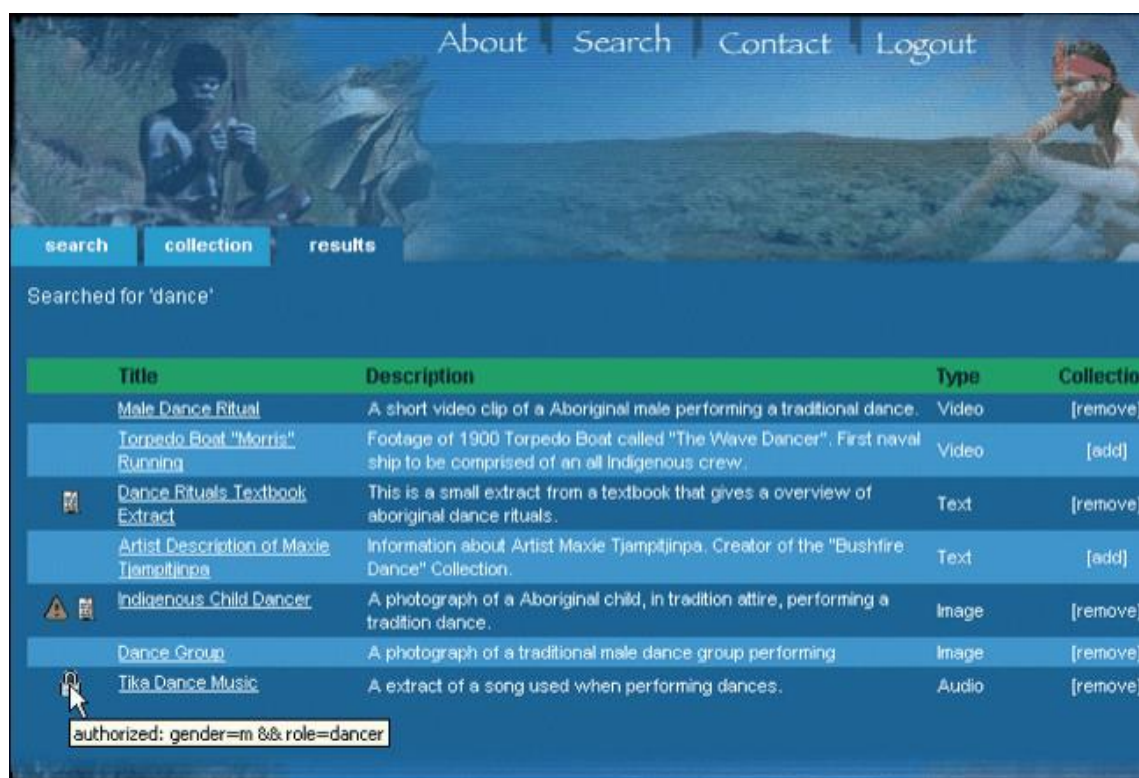 About Search Contact Logout
search collection results
Searched for 'dance'
Title Description Type Collectio
Male Dance Ritual A short video clip of a Aboriginal male performing a traditional dance. Video [remove]
Torpedo Boat "Morris" Footage of 1900 Torpedo Boat called "The Wave Dancer". First naval Video [add]
Running ship to be comprised of an all Indigenous crew.
Dance Rituals Textbook This is a small extract from a textbook that gives a overview of Text [remove]
Extract aboriginal dance rituals.
Artist Description of Maxie Information about Artist Maxie Tjampitjinpa. Creator of the "Bushfire Text [add]
Tjampitjinpa Dance" Collection.
Indigenous Child Dancer A photograph of a Aboriginal child, in tradition attire, performing a Image [remove]
tradition dance.
Dance Group A photograph of a traditional male dance group performing Image [remove]
Tika Dance Music A extract of a song used when performing dances. Audio [remove]
authorized: gender=m && role=dancer